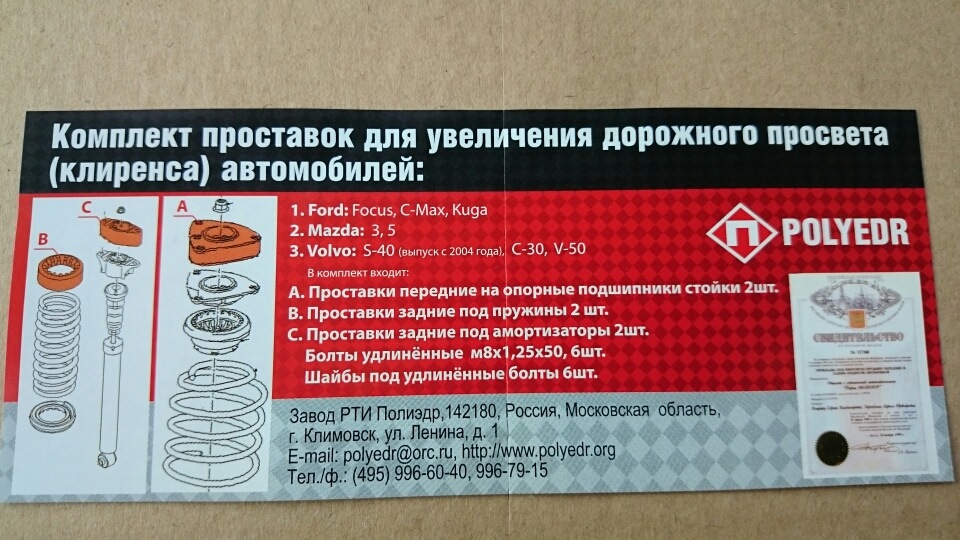 Комплект проставок для увеличения дорожного просвета
(клиренса) автомобилей:
C
A
B
1. Ford: Focus, C-Max, Kuga
2. Mazda: 3, 5
3. Volvo: S-40 (выпуск с 2004 года), C-30, V-50
В комплект входит:
A. Проставки передние на опорные подшипники стойки 2шт.
B. Проставки задние под пружины 2 шт.
C. Проставки задние под амортизаторы 2шт.
Болты удлинённые м8х1,25х50, 6шт.
Шайбы под удлинённые болты 6шт.
П POLYEDR
СВИДЕТЕЛЬСТВО
Завод РТИ Полиэдр,142180, Россия, Московская область,
г. Климовск, ул. Ленина, д. 1
E-mail: polyedr@orc.ru, http://www.polyedr.org
Тел./ф.: (495) 996-60-40, 996-79-15